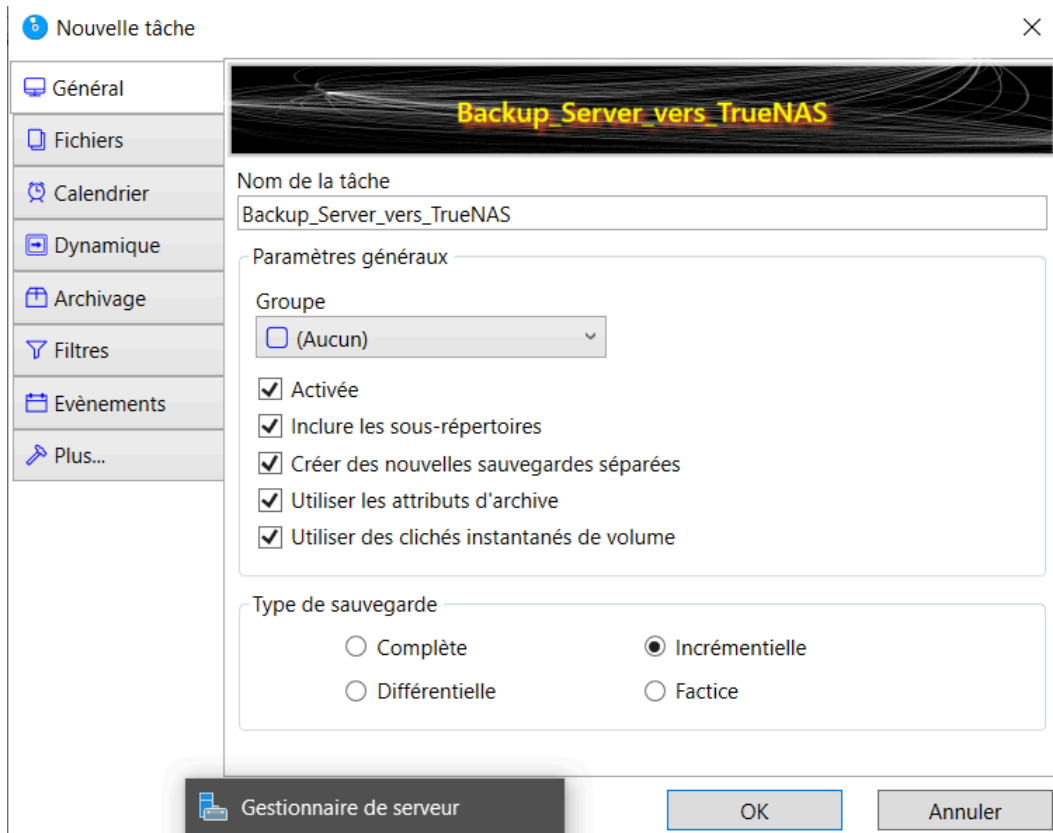 Nouvelle tâche
Général
Fichiers
Calendrier
Dynamique
Archivage
Filtres
Evènements
Plus...
Backup_Server_vers_TrueNAS
Nom de la tâche
Backup_Server_vers_TrueNAS
Paramètres généraux
Groupe
(Aucun)
Activée
Inclure les sous-répertoires
Créer des nouvelles sauvegardes séparées
Utiliser les attributs d'archive
Utiliser des clichés instantanés de volume
Type de sauvegarde
Complète
Incrémentielle
Différentielle
Factice
Gestionnaire de serveur
OK
Annuler